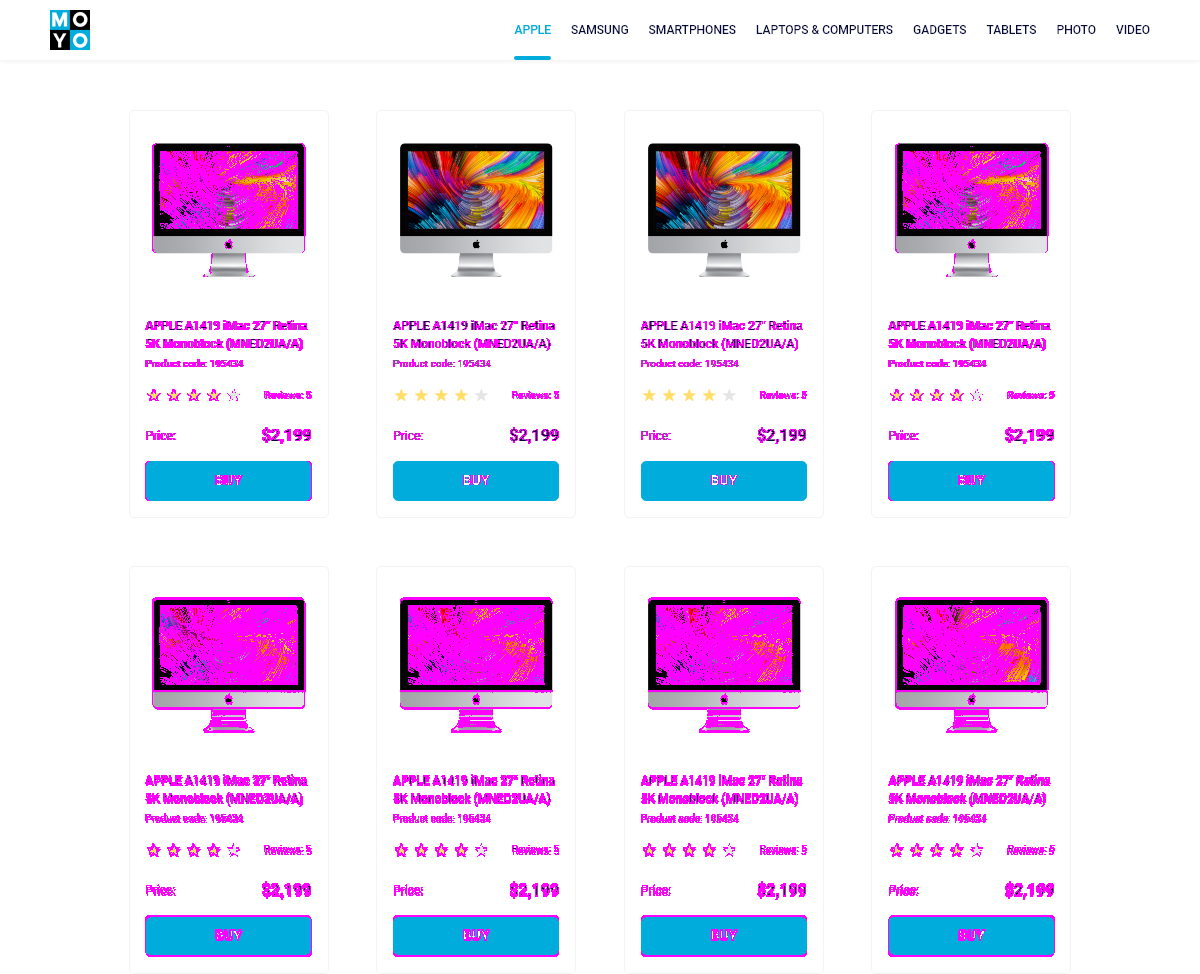 MO
YO
APPLE SAMSUNG SMARTPHONES LAPTOPS & COMPUTERS GADGETS TABLETS PHOTO VIDEO
APPLE A1419 iMac 27" Retina
5K Monoblock (MNED2UA/A)
Product code: 195434
Reviews: 5
Price: $2,199
BUY
APPLE A1419 iMac 27" Retina
5K Monoblock (MNED2UA/A)
Product code: 195434
Reviews: 5
Price: $2,199
BUY
APPLE A1419 iMac 27" Retina
5K Monoblock (MNED2UA/A)
Product code: 195434
Reviews: 5
Price: $2,199
BUY
APPLE A1419 iMac 27" Retina
5K Monoblock (MNED2UA/A)
Product code: 195434
Reviews: 5
Price: $2,199
BUY
APPLE A1419 iMac 27" Retina
5K Monoblock (MNED2UA/A)
Product code: 195434
Reviews: 5
Price: $2,199
BUY
APPLE A1419 iMac 27" Retina
5K Monoblock (MNED2UA/A)
Product code: 195434
Reviews: 5
Price: $2,199
BUY
APPLE A1419 iMac 27" Retina
5K Monoblock (MNED2UA/A)
Product code: 195434
Reviews: 5
Price: $2,199
BUY
APPLE A1419 iMac 27" Retina
5K Monoblock (MNED2UA/A)
Product code: 195434
Reviews: 5
Price: $2,199
BUY